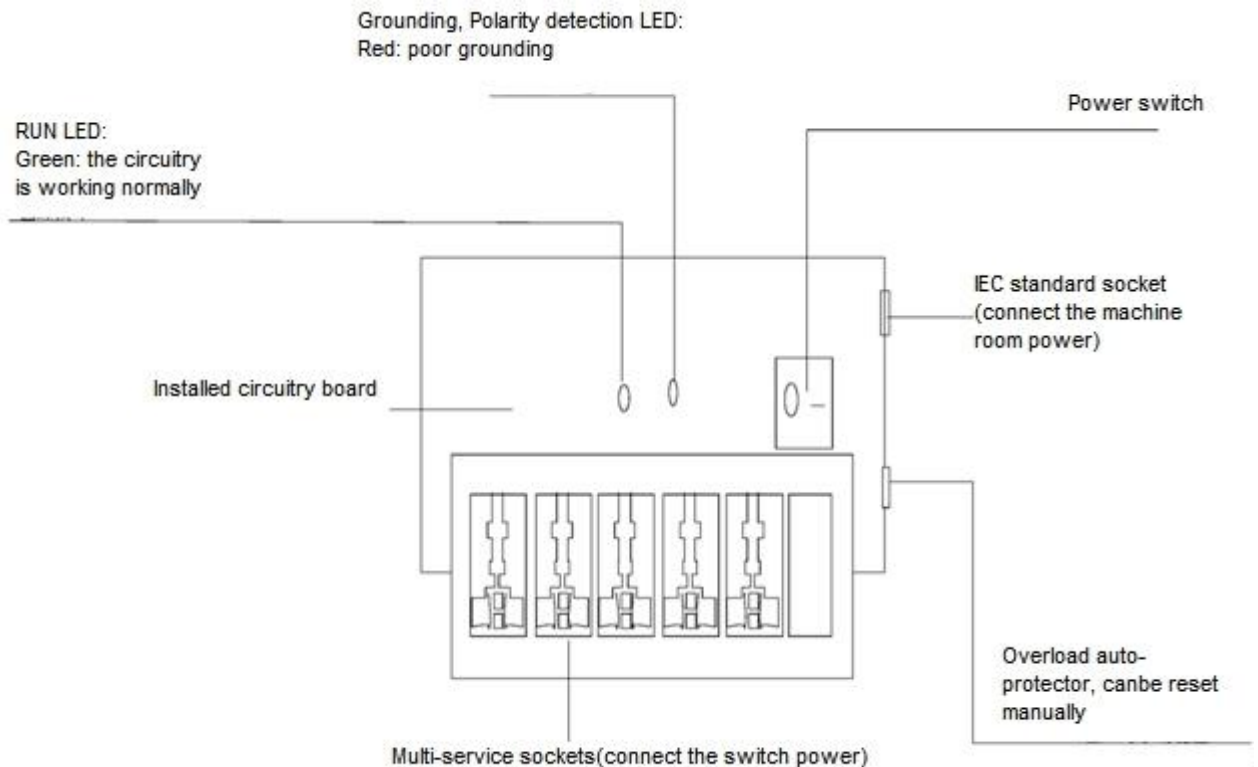 Grounding, Polarity detection LED:
Red: poor grounding
Power switch
RUN LED:
Green: the circuitry
is working normally
IEC standard socket
(connect the machine
room power)
Installed circuitry board
Overload auto-
protector, canbe reset
manually
Multi-service sockets(connect the switch power)